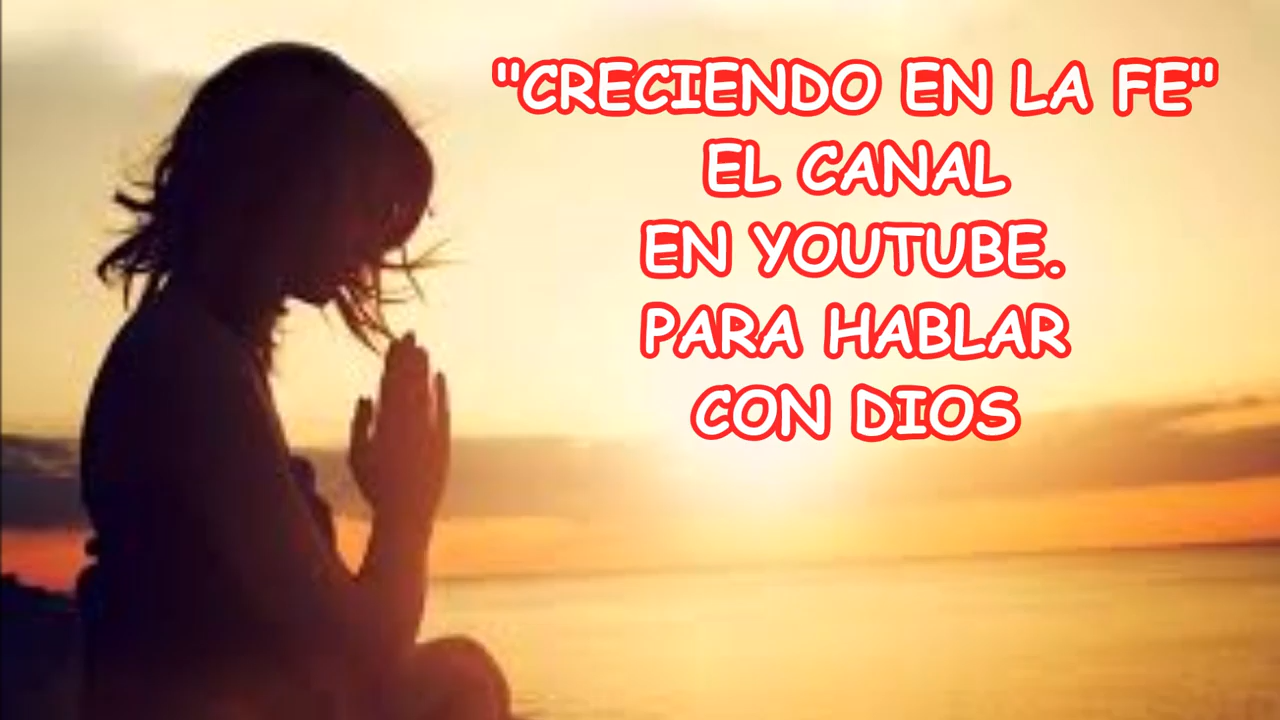 "CRECIENDO EN LA FE"
EL CANAL
EN YOUTUBE.
PARA HABLAR
CON DIOS